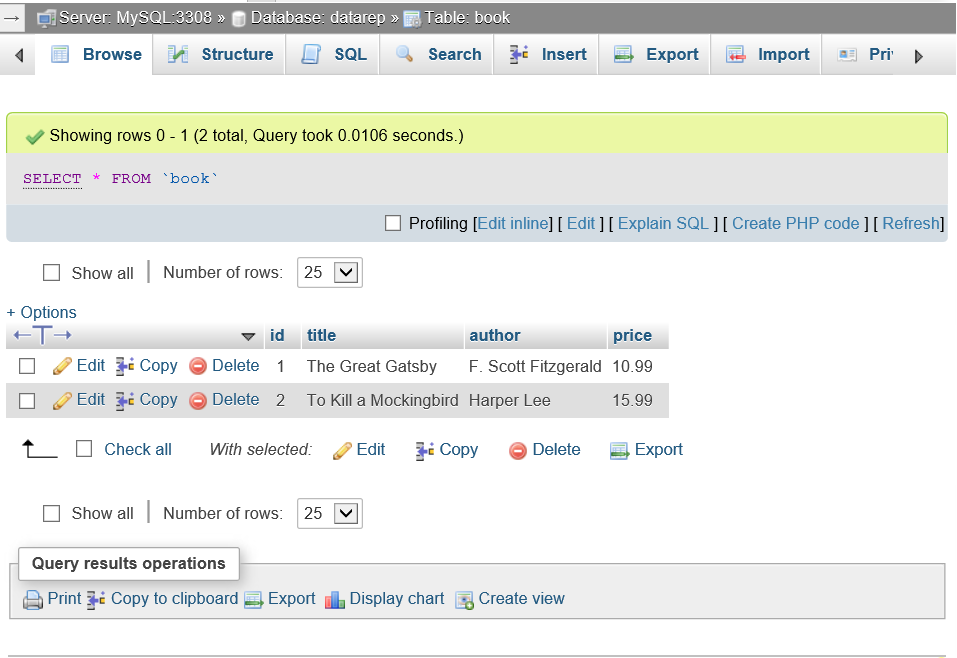 Server: MySQL:3308 » Database: datarep » Table: book
Browse Structure SQL Search Insert Export Import Pri
Showing rows 0 - 1 (2 total, Query took 0.0106 seconds.)
SELECT * FROM `book`
Profiling [Edit inline] [ Edit ] [ Explain SQL ] [ Create PHP code ] [ Refresh]
Show all Number of rows: 25
+ Options
←T→ id title author price
Edit Copy Delete 1 The Great Gatsby F. Scott Fitzgerald 10.99
Edit Copy Delete 2 To Kill a Mockingbird Harper Lee 15.99
Check all With selected: Edit Copy Delete Export
Show all Number of rows: 25
Query results operations
Print Copy to clipboard Export Display chart Create view